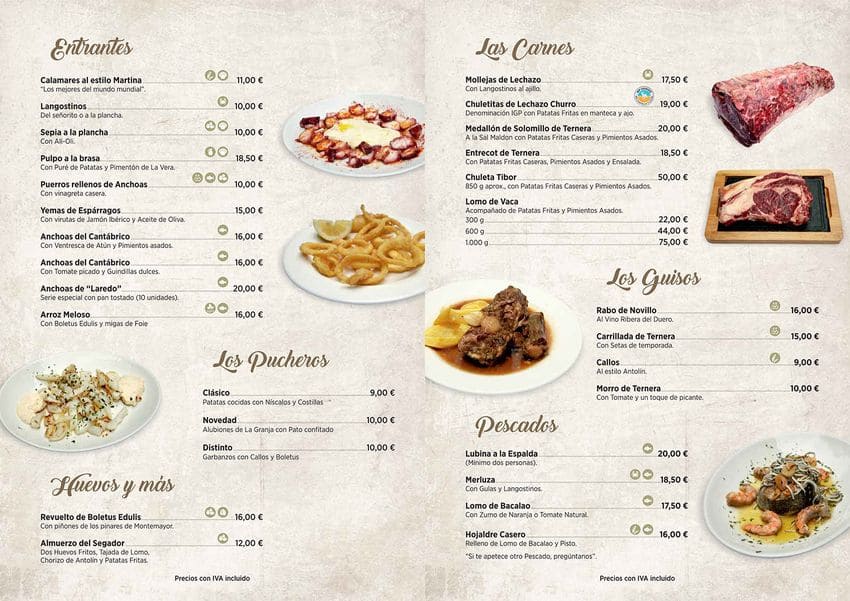 Entrantes
Calamares al estilo Martina 11,00 €
“Los mejores del mundo mundial”.
Langostinos 10,00 €
Del señorito o a la plancha.
Sepia a la plancha 10,00 €
Con Ali-Oli.
Pulpo a la brasa 18,50 €
Con Puré de Patatas y Pimentón de La Vera.
Puerros rellenos de Anchoas 10,00 €
Con vinagreta casera.
Yemas de Espárragos 15,00 €
Con virutas de Jamón Ibérico y Aceite de Oliva.
Anchoas del Cantábrico 16,00 €
Con Ventresca de Atún y Pimientos asados.
Anchoas del Cantábrico 16,00 €
Con Tomate picado y Guindillas dulces.
Anchoas de “Laredo” 20,00 €
Serie especial con pan tostado (10 unidades).
Arroz Meloso 16,00 €
Con Boletus Edulis y migas de Foie
Los Pucheros
Clásico 9,00 €
Patatas cocidas con Níscalos y Costillas
Novedad 10,00 €
Alubiones de La Granja con Pato confitado
Distinto 10,00 €
Garbanzos con Callos y Boletus
Huevos y más
Revuelto de Boletus Edulis 16,00 €
Con piñones de los pinares de Montemayor.
Almuerzo del Segador 12,00 €
Dos Huevos Fritos, Tajada de Lomo,
Chorizo de Antolín y Patatas Fritas.
Precios con IVA incluido
Las Carnes
Mollejas de Lechazo 17,50 €
Con Langostinos al ajillo.
Chuletitas de Lechazo Churro 19,00 €
Denominación IGP con Patatas Fritas en manteca y ajo.
Medallón de Solomillo de Ternera 20,00 €
A la Sal Maldon con Patatas Fritas Caseras y Pimientos Asados.
Entrecot de Ternera 18,50 €
Con Patatas Fritas Caseras, Pimientos Asados y Ensalada.
Chuleta Tibor 50,00 €
850 g aprox., con Patatas Fritas Caseras y Pimientos Asados.
Lomo de Vaca
Acompañado de Patatas Fritas y Pimientos Asados.
300 g 22,00 €
600 g 44,00 €
1.000 g 75,00 €
Los Guisos
Rabo de Novillo 16,00 €
Al Vino Ribera del Duero.
Carrillada de Ternera 15,00 €
Con Setas de temporada.
Callos 9,00 €
Al estilo Antolín.
Morro de Ternera 10,00 €
Con Tomate y un toque de picante.
Pescados
Lubina a la Espalda 20,00 €
(Mínimo dos personas).
Merluza 18,50 €
Con Gulas y Langostinos.
Lomo de Bacalao 17,50 €
Con Zumo de Naranja o Tomate Natural.
Hojaldre Casero 16,00 €
Relleno de Lomo de Bacalao y Pisto.
“Si te apetece otro Pescado, pregúntanos”.
Precios con IVA incluido